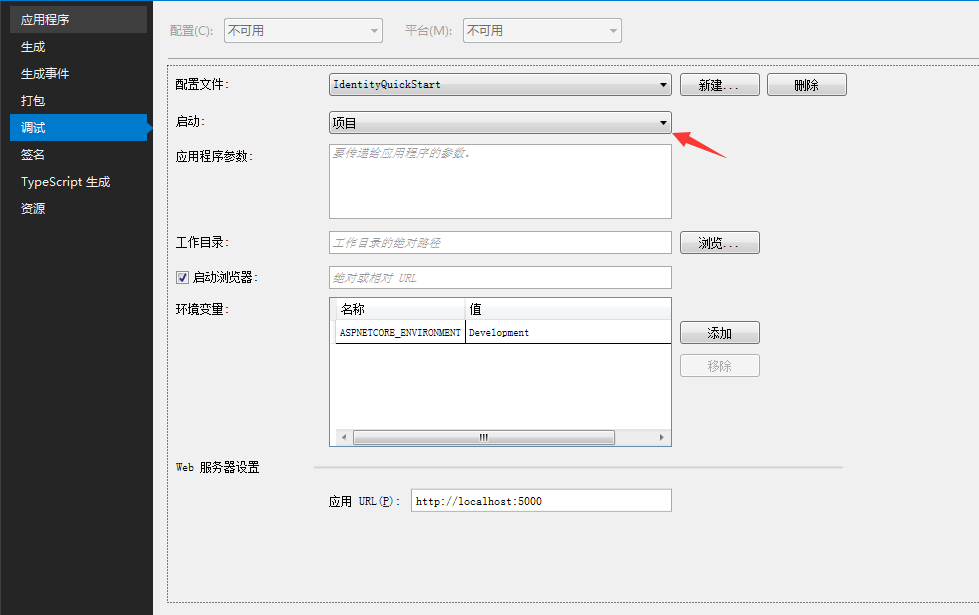 应用程序
生成
生成事件
打包
调试
签名
TypeScript 生成
资源
配置(C): 不可用 平台(M): 不可用
配置文件: IdentityQuickStart 新建... 删除
启动: 项目
应用程序参数: 要传递给应用程序的参数。
工作目录: 工作目录的绝对路径 浏览...
启动浏览器: 绝对或相对 URL
环境变量:
名称 值
ASPNETCORE_ENVIRONMENT Development
添加
移除
Web 服务器设置
应用 URL(P): http://localhost:5000